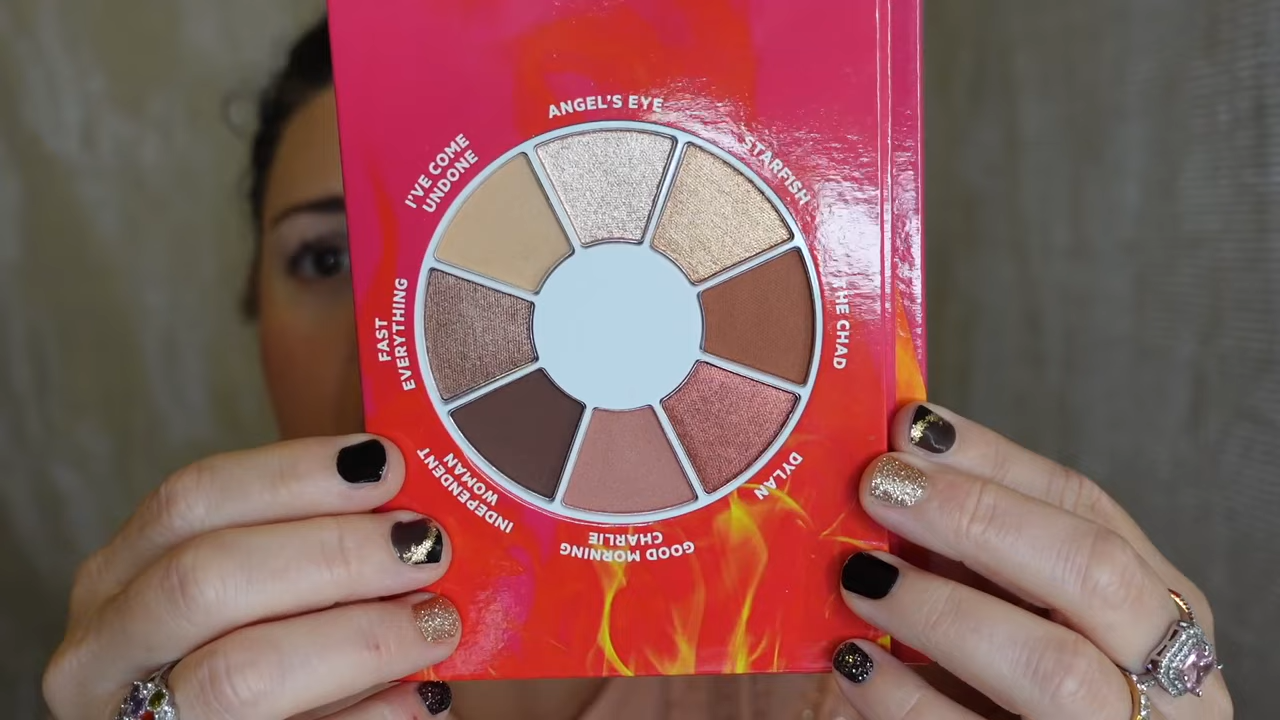 ANGEL'S EYE
STARFISH
THE CHAD
DYLAN
GOOD MORNING
CHARLIE
INDEPENDENT
WOMAN
FAST
EVERYTHING
I'VE COME
UNDONE